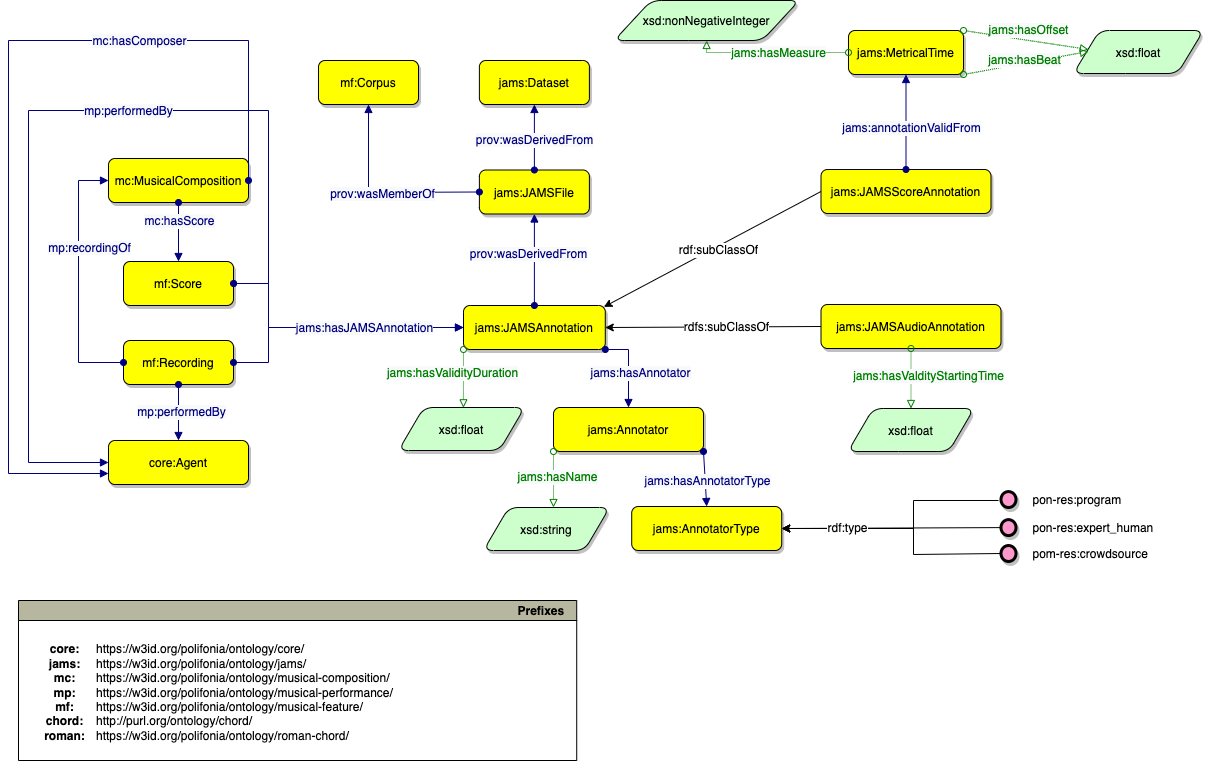 xsd:nonNegativeInteger
jams:hasOffset
mc:hasComposer
jams:hasMeasure
jams:MetricalTime
xsd:float
jams:hasBeat
mf:Corpus
jams:Dataset
mp:performedBy
jams:annotationValidFrom
prov:wasDerivedFrom
mc:MusicalComposition
prov:wasMemberOf
jams:JAMSFile
jams:JAMSScoreAnnotation
mc:hasScore
mp:recordingOf
prov:wasDerivedFrom
rdf:subClassOf
mf:Score
jams:hasJAMSAnnotation
jams:JAMSAnnotation
rdfs:subClassOf
jams:JAMSAudioAnnotation
mf:Recording
jams:hasValidityDuration
jams:hasAnnotator
jams:hasValdityStartingTime
mp:performedBy
xsd:float
jams:Annotator
xsd:float
core:Agent
jams:hasName
jams:hasAnnotatorType
pon-res:program
xsd:string
jams:AnnotatorType
rdf:type
pon-res:expert_human
pom-res:crowdsource
Prefixes
core: https://w3id.org/polifonia/ontology/core/
jams: https://w3id.org/polifonia/ontology/jams/
mc: https://w3id.org/polifonia/ontology/musical-composition/
mp: https://w3id.org/polifonia/ontology/musical-performance/
mf: https://w3id.org/polifonia/ontology/musical-feature/
chord: http://purl.org/ontology/chord/
roman: https://w3id.org/polifonia/ontology/roman-chord/